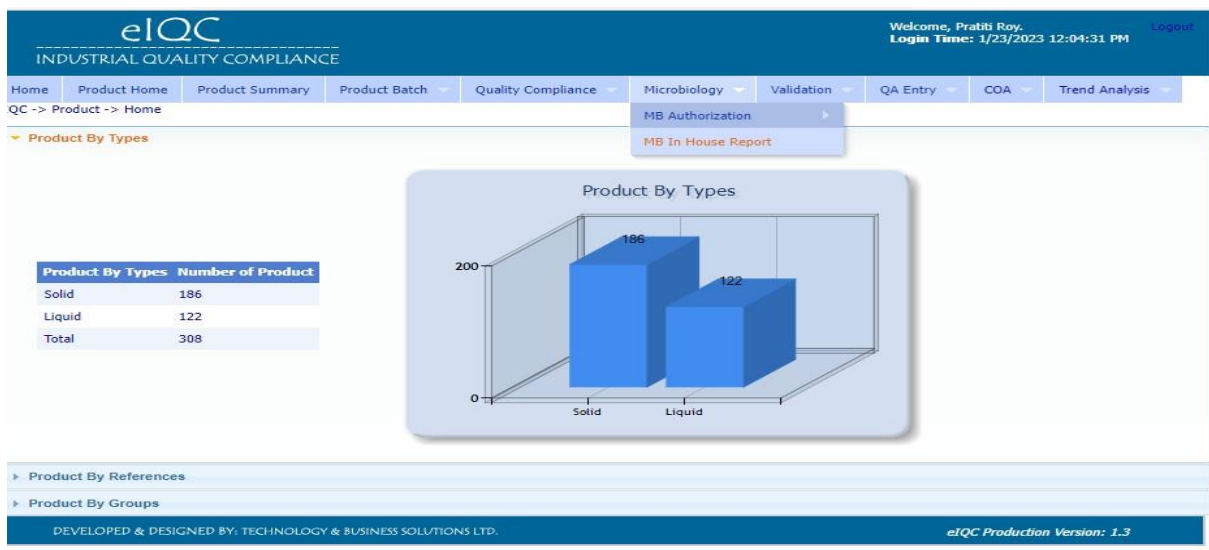 eIQC
INDUSTRIAL QUALITY COMPLIANCE
Welcome, Pratiti Roy.
Login Time: 1/23/2023 12:04:31 PM
Logout
Home Product Home Product Summary Product Batch Quality Compliance Microbiology Validation QA Entry COA Trend Analysis
QC -> Product -> Home
MB Authorization
MB In House Report
Product By Types
Product By Types Number of Product
Solid 186
Liquid 122
Total 308
Product By Types
186
122
200
0
Solid Liquid
Product By References
Product By Groups
DEVELOPED & DESIGNED BY: TECHNOLOGY & BUSINESS SOLUTIONS LTD.
eIQC Production Version: 1.3